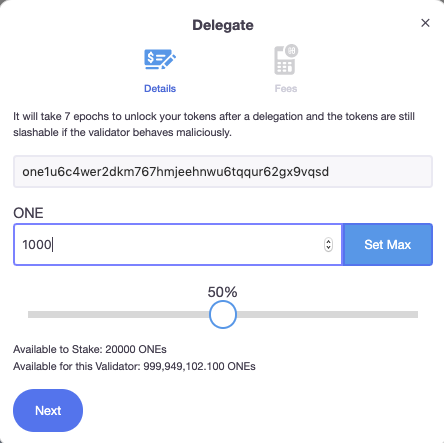 Delegate
×
Details
Fees
It will take 7 epochs to unlock your tokens after a delegation and the tokens are still
slashable if the validator behaves maliciously.
one1u6c4wer2dkm767hmjeehnwu6tqqur62gx9vqsd
ONE
1000
Set Max
50%
Available to Stake: 20000 ONEs
Available for this Validator: 999,949,102.100 ONEs
Next